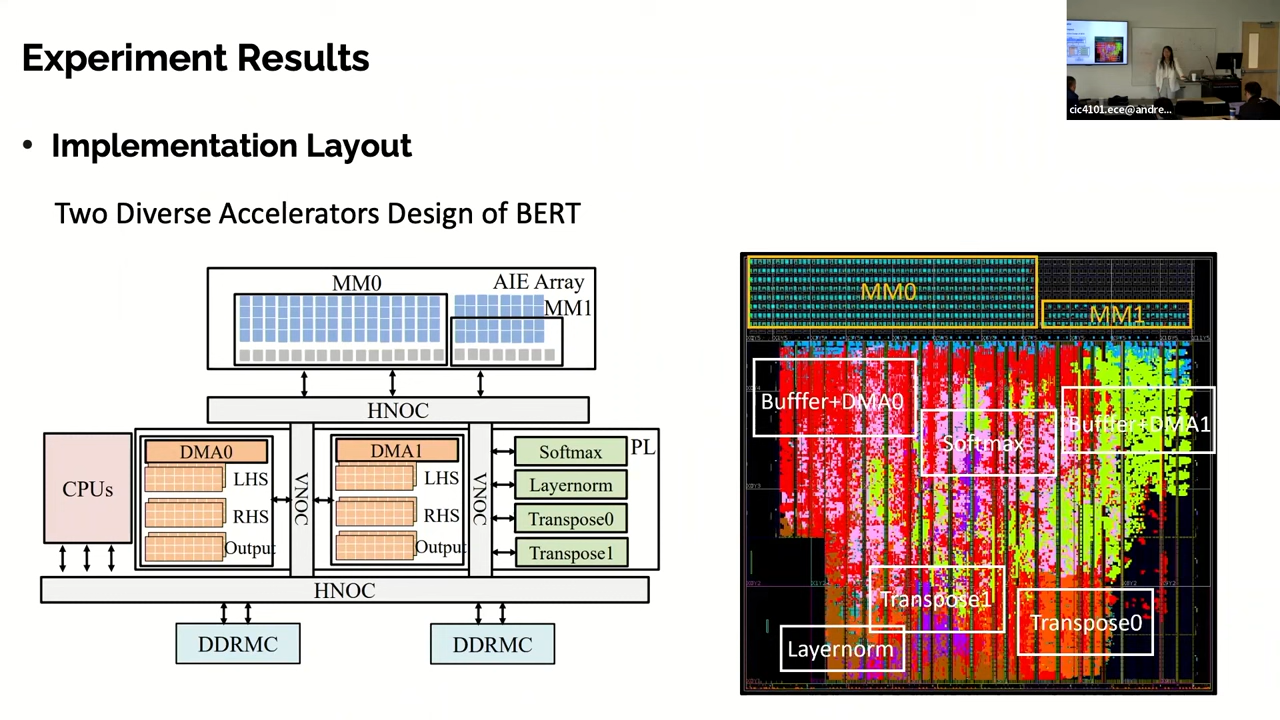 Experiment Results
cic4101.ece@andre...
• Implementation Layout
Two Diverse Accelerators Design of BERT
MM0
AIE Array
MM1
HNOC
CPUs
DMA0
LHS
RHS
Output
VNOC
DMA1
LHS
RHS
Output
VNOC
PL
Softmax
Layernorm
Transpose0
Transpose1
HNOC
DDRMC
DDRMC
MM0
MM1
Bufffer+DMA0
Softmax
Bufffer+DMA1
Transpose1
Transpose0
Layernorm